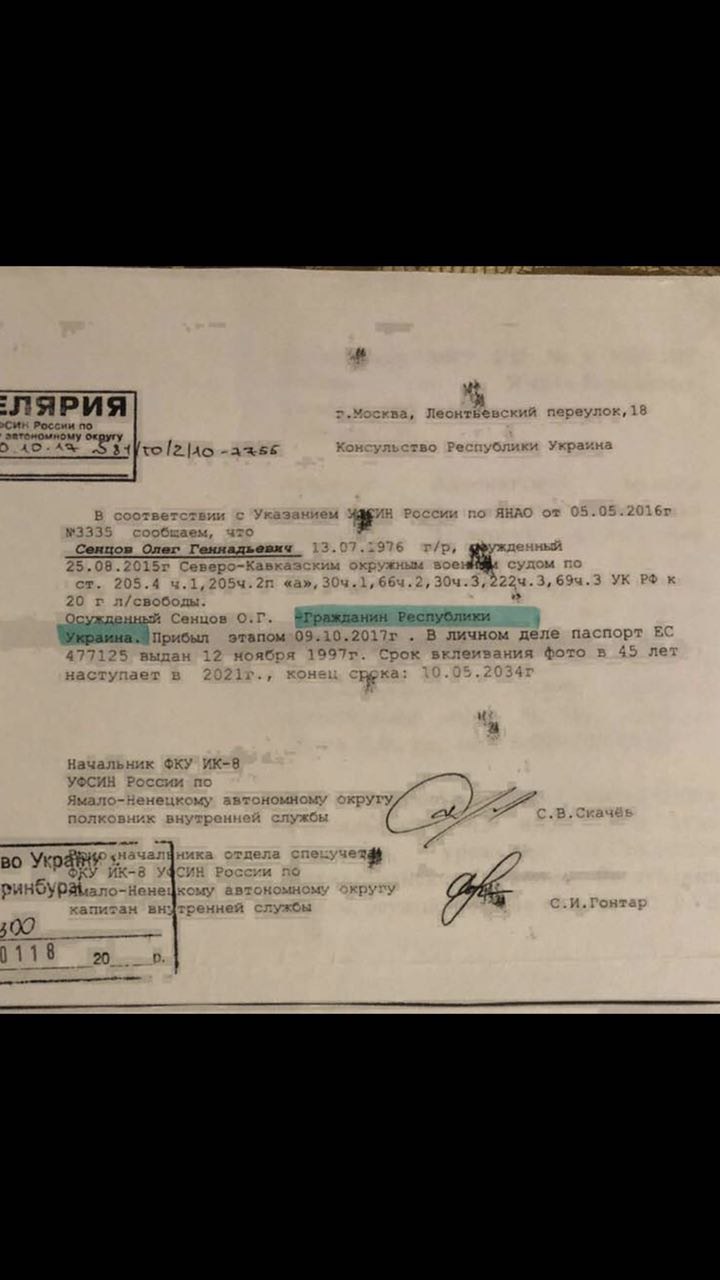 ЕЛЯРИЯ
ФСИН России по
автономному округу
0.10.17
г.Москва, Леонтьевский переулок,18
Консульство Республики Украина
В соответствии с Указанием УФСИН России по ЯНАО от 05.05.2016г
№3335 сообщаем, что
Сенцов Олег Геннадьевич 13.07.1976 г/р, осужденный
25.08.2015г Северо-Кавказским окружным военным судом по
ст. 205.4 ч.1,205ч.2п «а»,30ч.1,66ч.2,30ч.3,222ч.3,69ч.3 УК РФ к
20 г л/свободы.
Осужденный Сенцов О.Г. -Гражданин Республики
Украина. Прибыл этапом 09.10.2017г . В личном деле паспорт ЕС
477125 выдан 12 ноября 1997г. Срок вклеивания фото в 45 лет
наступает в 2021г., конец срока: 10.05.2034г
Начальник ФКУ ИК-8
УФСИН России по
Ямало-Ненецкому автономному округу
полковник внутренней службы
С.В.Скачёв
начальника отдела спецучета
ФКУ ИК-8 УФСИН России по
Ямало-Ненецкому автономному округу
капитан внутренней службы
С.И.Гонтар
во Украї
ринбурзі
300
0118 20 р.